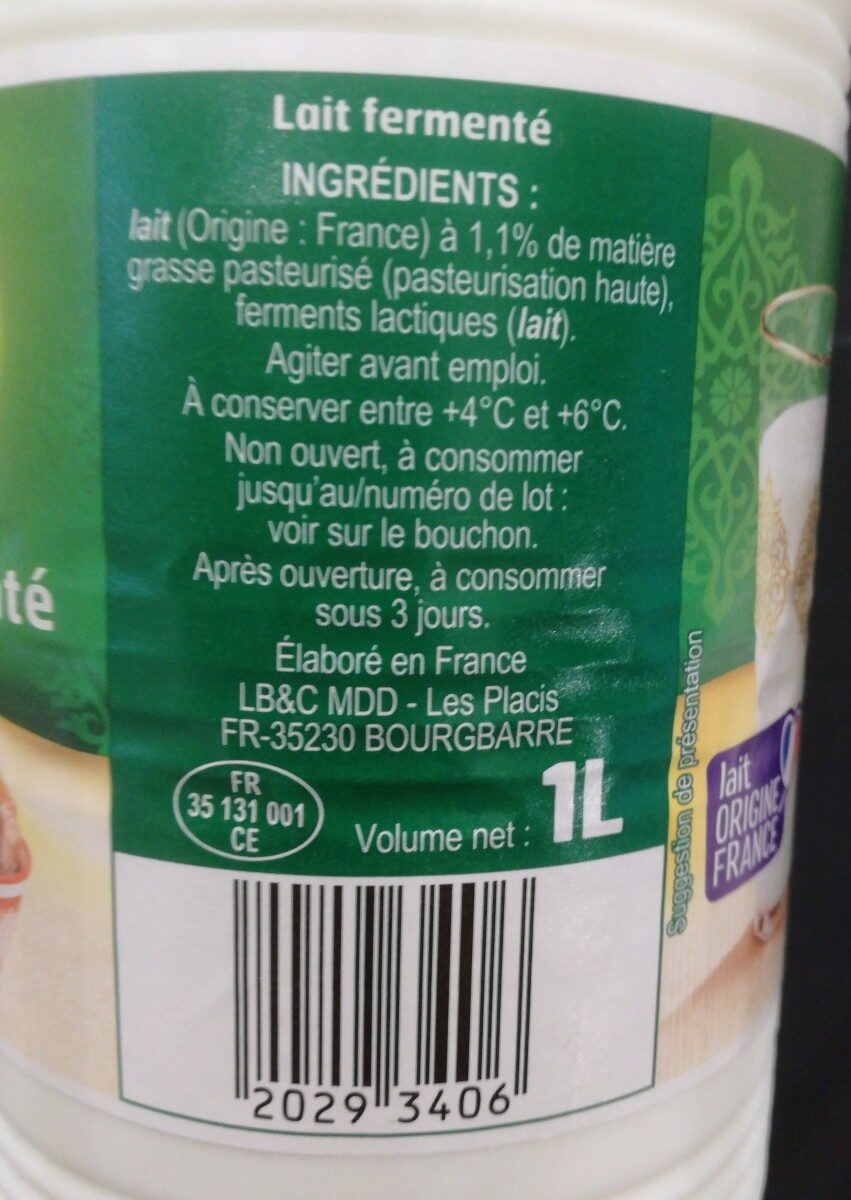 Lait fermenté
INGRÉDIENTS :
lait (Origine : France) à 1,1% de matière
grasse pasteurisé (pasteurisation haute),
ferments lactiques (lait).
Agiter avant emploi.
À conserver entre +4°C et +6°C.
Non ouvert, à consommer
jusqu'au/numéro de lot :
voir sur le bouchon.
Après ouverture, à consommer
sous 3 jours.
Élaboré en France
LB&C MDD - Les Placis
FR-35230 BOURGBARRE
FR
35 131 001
CE
Volume net : 1L
2029 3406
Suggestion de présentation
lait
ORIGINE
FRANCE